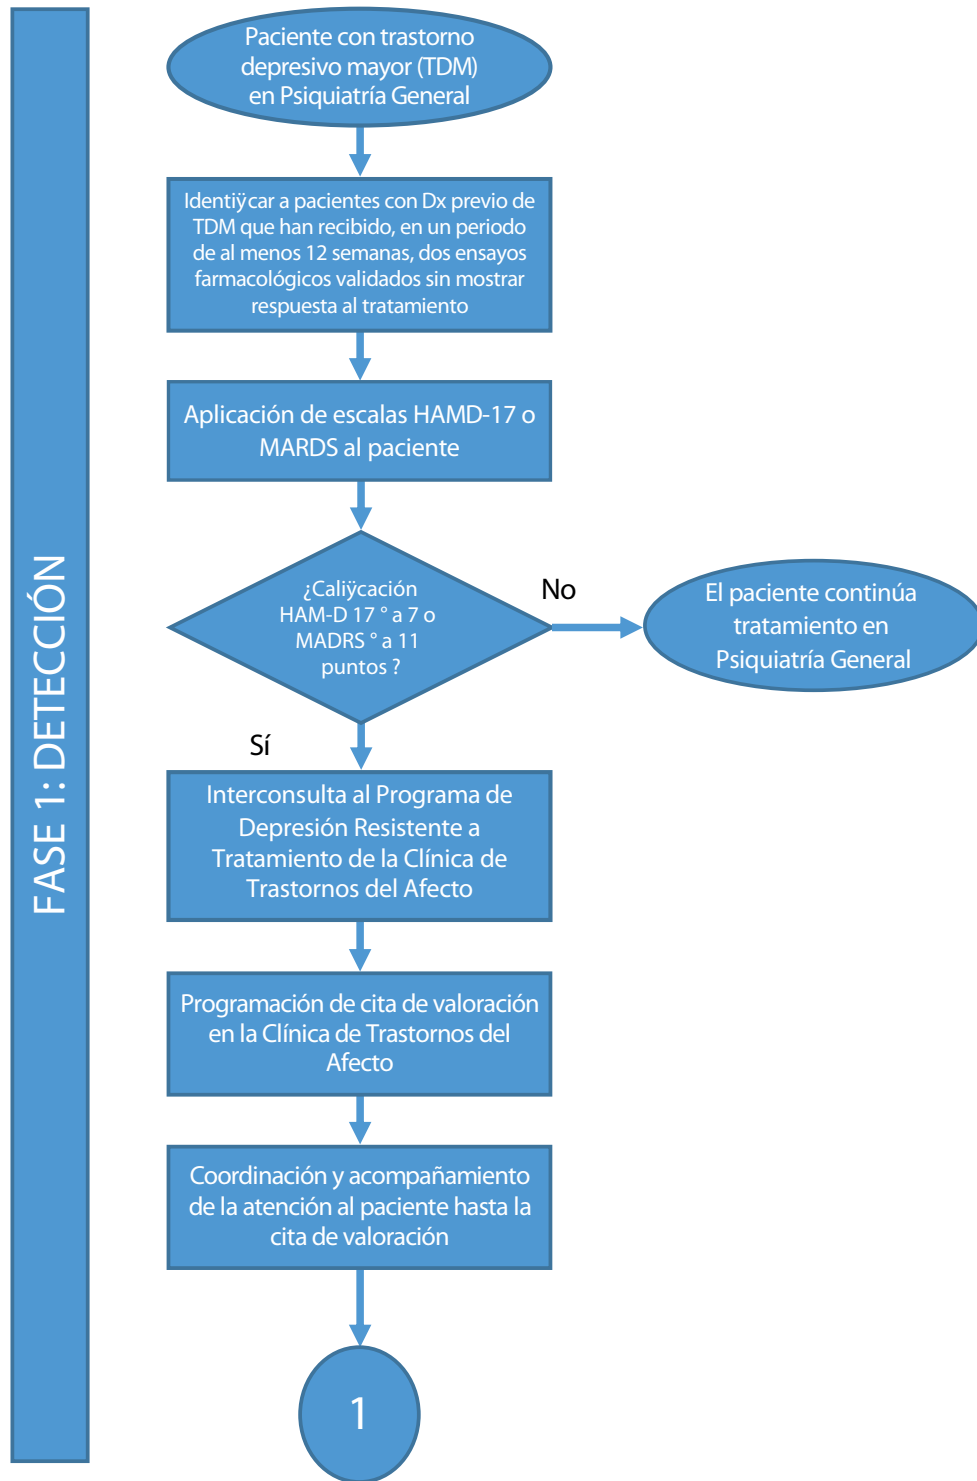 FASE 1: DETECCIÓN
Paciente con trastorno
depresivo mayor (TDM)
en Psiquiatría General
Identiÿcar a pacientes con Dx previo de
TDM que han recibido, en un periodo
de al menos 12 semanas, dos ensayos
farmacológicos validados sin mostrar
respuesta al tratamiento
Aplicación de escalas HAMD-17 o
MARDS al paciente
¿Caliÿcación
HAM-D 17 ° a 7 o
MADRS ° a 11
puntos ?
No
El paciente continúa
tratamiento en
Psiquiatría General
Sí
Interconsulta al Programa de
Depresión Resistente a
Tratamiento de la Clínica de
Trastornos del Afecto
Programación de cita de valoración
en la Clínica de Trastornos del
Afecto
Coordinación y acompañamiento
de la atención al paciente hasta la
cita de valoración
1